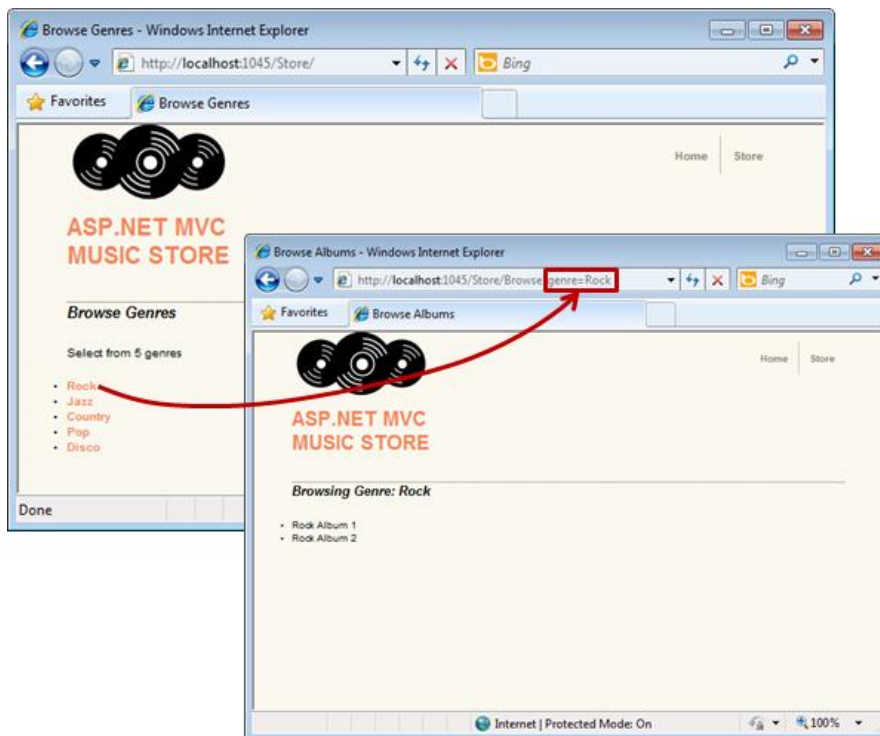 Browse Genres - Windows Internet Explorer
http://localhost:1045/Store/
Bing
Favorites
Browse Genres
Home
Store
ASP.NET MVC
MUSIC STORE
Browse Genres
Select from 5 genres
Rock
Jazz
Country
Pop
Disco
Done
Browse Albums - Windows Internet Explorer
http://localhost:1045/Store/Browse genre=Rock
Bing
Favorites
Browse Albums
Home
Store
ASP.NET MVC
MUSIC STORE
Browsing Genre: Rock
Rock Album 1
Rock Album 2
Internet | Protected Mode: On
100%